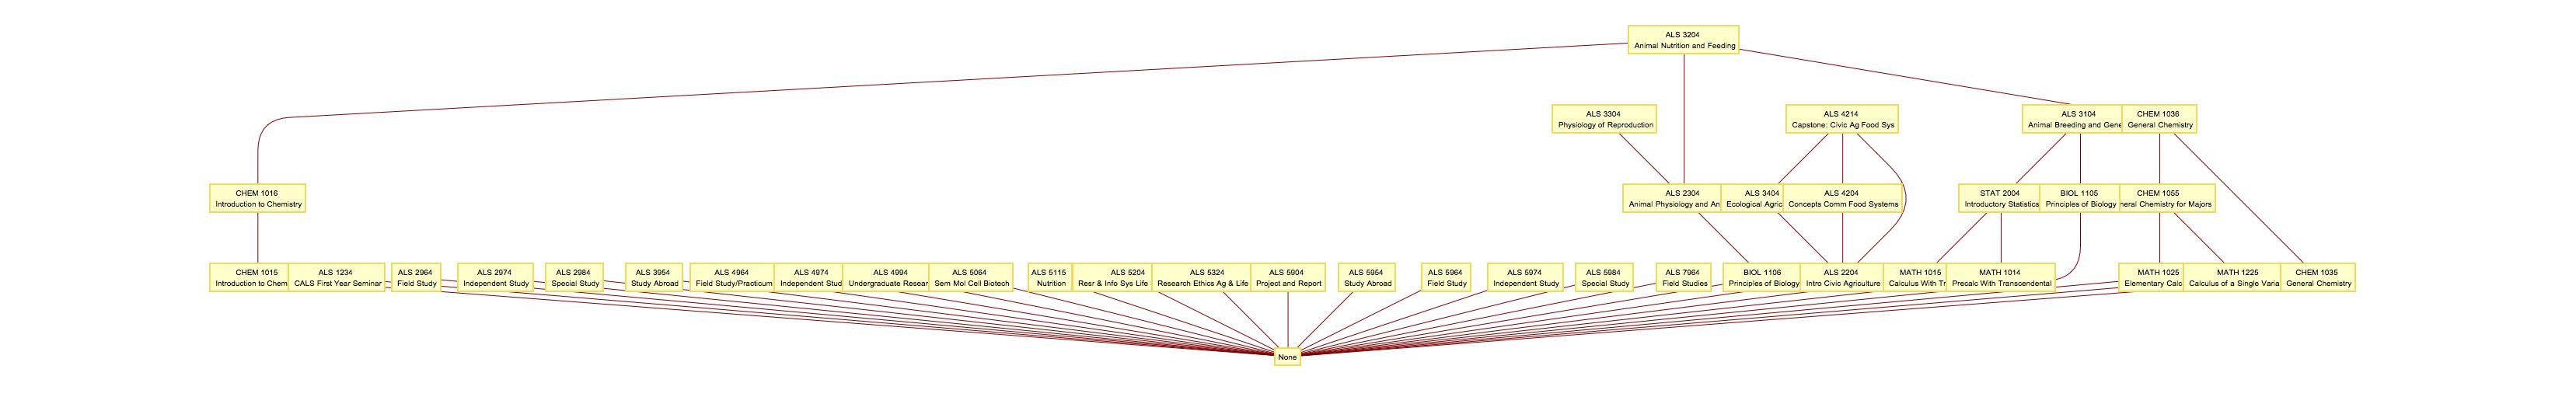 ALS 3204
Animal Nutrition and Feeding
ALS 3304
Physiology of Reproduction
ALS 4214
Capstone: Civic Ag Food Sys
ALS 3104
Animal Breeding and Gene
CHEM 1036
General Chemistry
CHEM 1016
Introduction to Chemistry
ALS 2304
Animal Physiology and An
ALS 3404
Ecological Agric
ALS 4204
Concepts Comm Food Systems
STAT 2004
Introductory Statistics
BIOL 1105
Principles of Biology
CHEM 1055
neral Chemistry for Majors
CHEM 1015
Introduction to Chem
ALS 1234
CALS First Year Seminar
ALS 2964
Field Study
ALS 2974
Independent Study
ALS 2984
Special Study
ALS 3954
Study Abroad
ALS 4964
Field Study/Practicum
ALS 4974
Independent Stud
ALS 4994
Undergraduate Resear
ALS 5064
Sem Mol Cell Biotech
ALS 5115
Nutrition
ALS 5204
Resr & Info Sys Life
ALS 5324
Research Ethics Ag & Life
ALS 5904
Project and Report
ALS 5954
Study Abroad
ALS 5964
Field Study
ALS 5974
Independent Study
ALS 5984
Special Study
ALS 7964
Field Studies
BIOL 1106
Principles of Biology
ALS 2204
Intro Civic Agriculture
MATH 1015
Calculus With Tr
MATH 1014
Precalc With Transcendental
MATH 1025
Elementary Calc
MATH 1225
Calculus of a Single Varia
CHEM 1035
General Chemistry
None